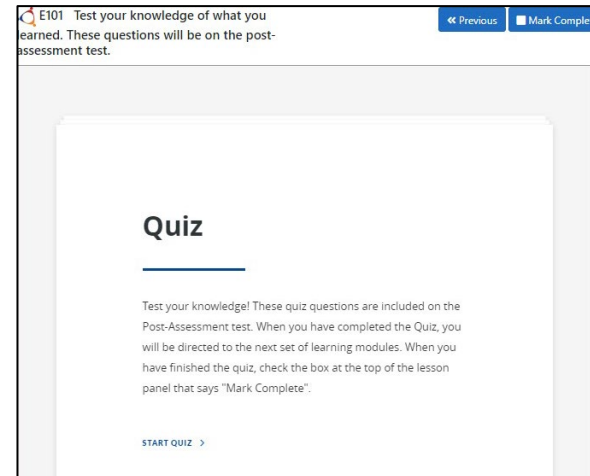 E101 Test your knowledge of what you
learned. These questions will be on the post-
assessment test.
Previous
Mark Comple
Quiz
Test your knowledge! These quiz questions are included on the
Post-Assessment test. When you have completed the Quiz, you
will be directed to the next set of learning modules. When you
have finished the quiz, check the box at the top of the lesson
panel that says "Mark Complete".
START QUIZ